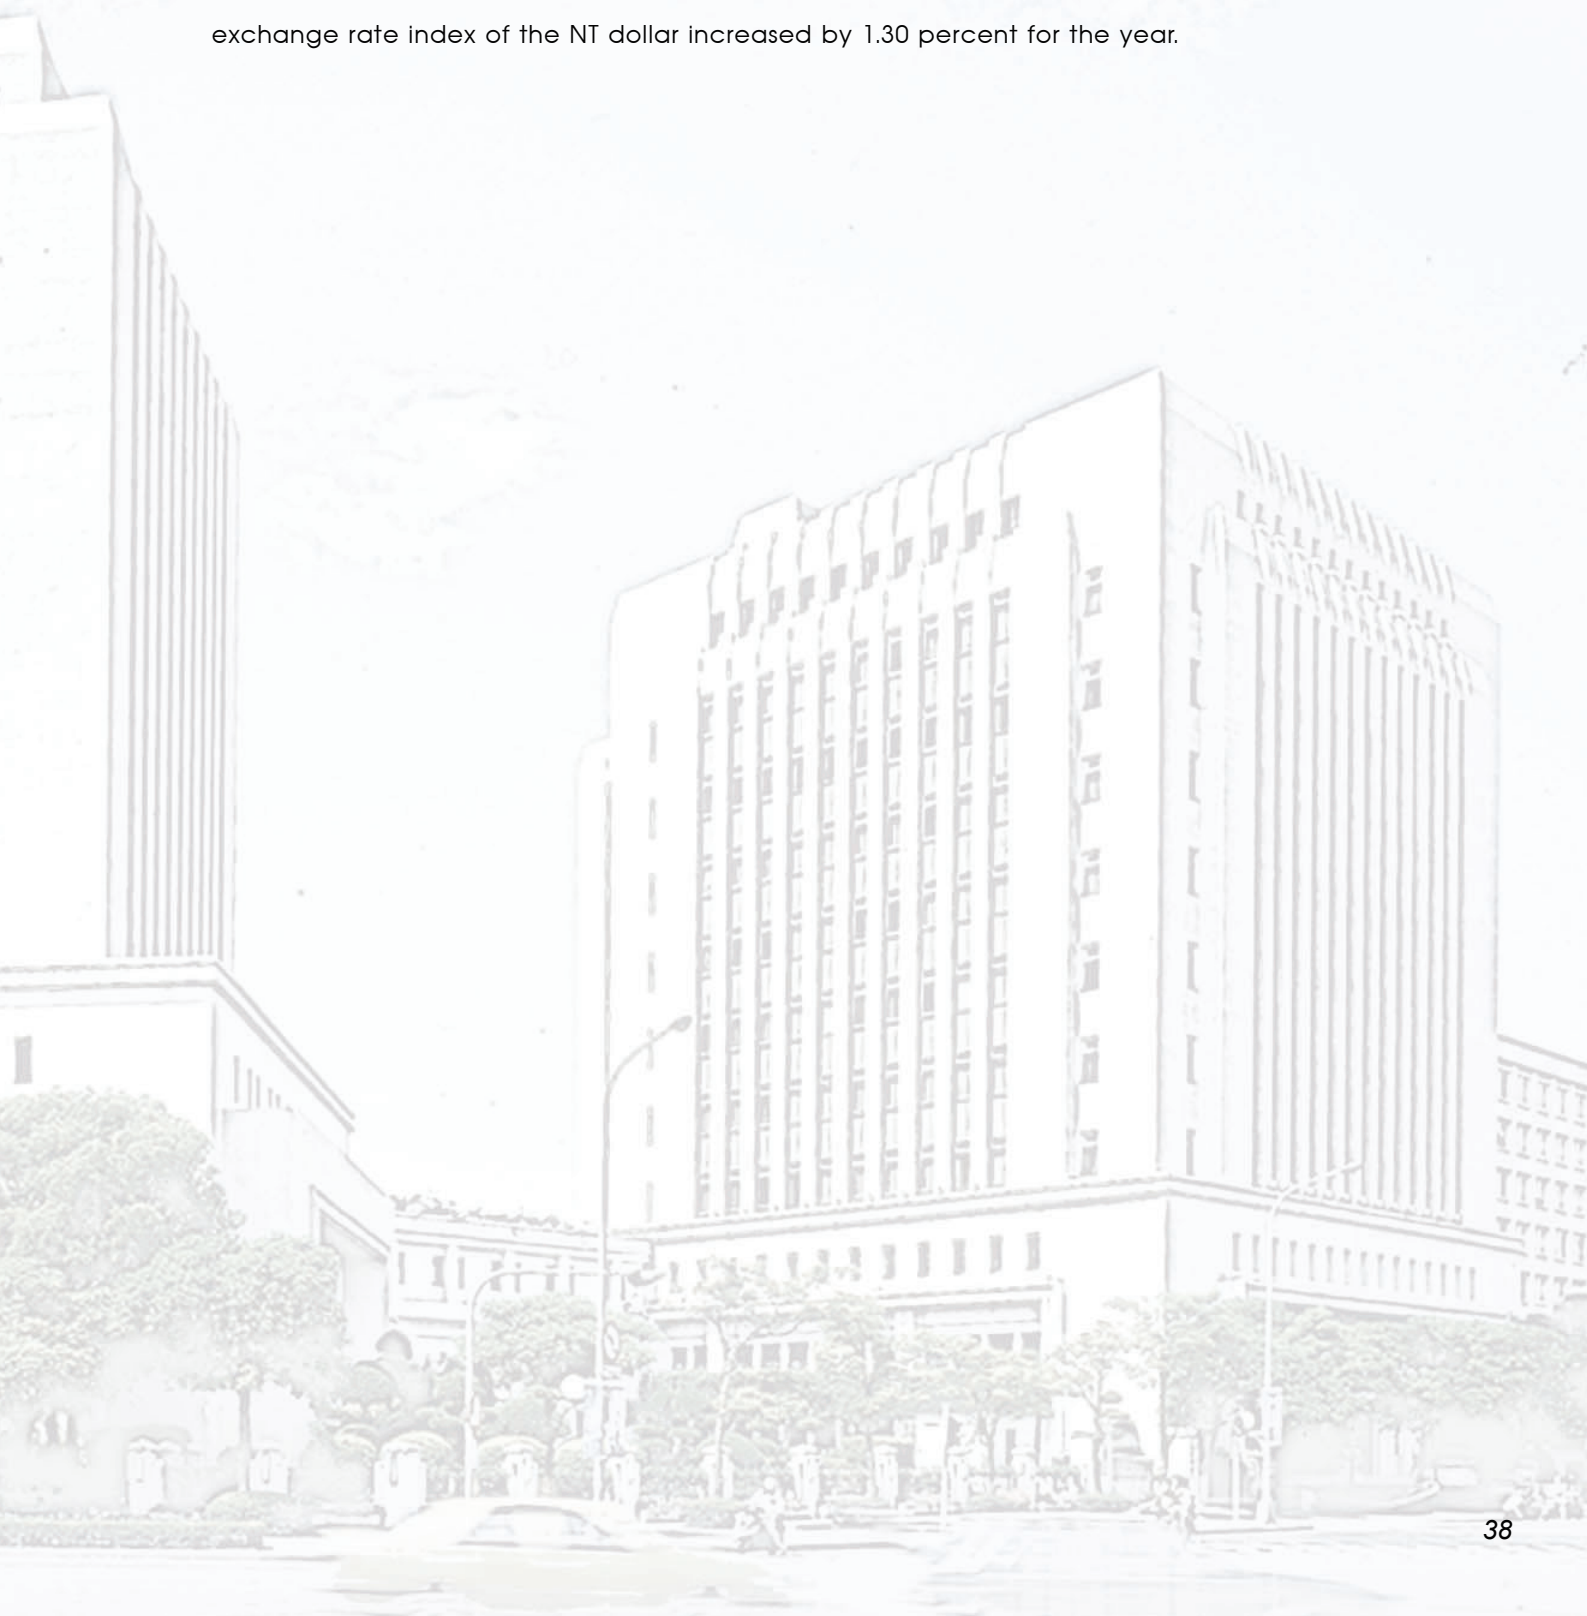 exchange rate index of the NT dollar increased by 1.30 percent for the year.
38